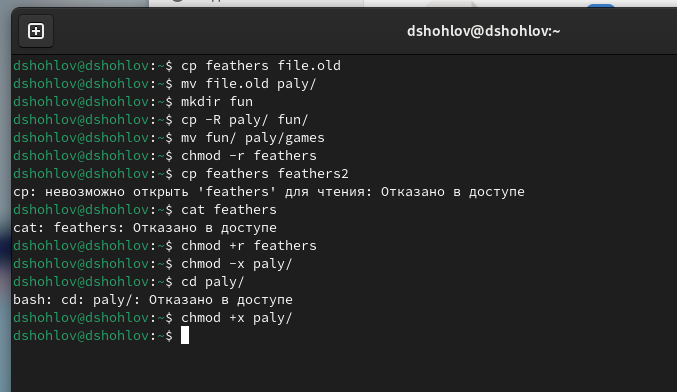 dshohlov@dshohlov:~
dshohlov@dshohlov:~$ cp feathers file.old
dshohlov@dshohlov:~$ mv file.old paly/
dshohlov@dshohlov:~$ mkdir fun
dshohlov@dshohlov:~$ cp -R paly/ fun/
dshohlov@dshohlov:~$ mv fun/ paly/games
dshohlov@dshohlov:~$ chmod -r feathers
dshohlov@dshohlov:~$ cp feathers feathers2
cp: невозможно открыть 'feathers' для чтения: Отказано в доступе
dshohlov@dshohlov:~$ cat feathers
cat: feathers: Отказано в доступе
dshohlov@dshohlov:~$ chmod +r feathers
dshohlov@dshohlov:~$ chmod -x paly/
dshohlov@dshohlov:~$ cd paly/
bash: cd: paly/: Отказано в доступе
dshohlov@dshohlov:~$ chmod +x paly/
dshohlov@dshohlov:~$